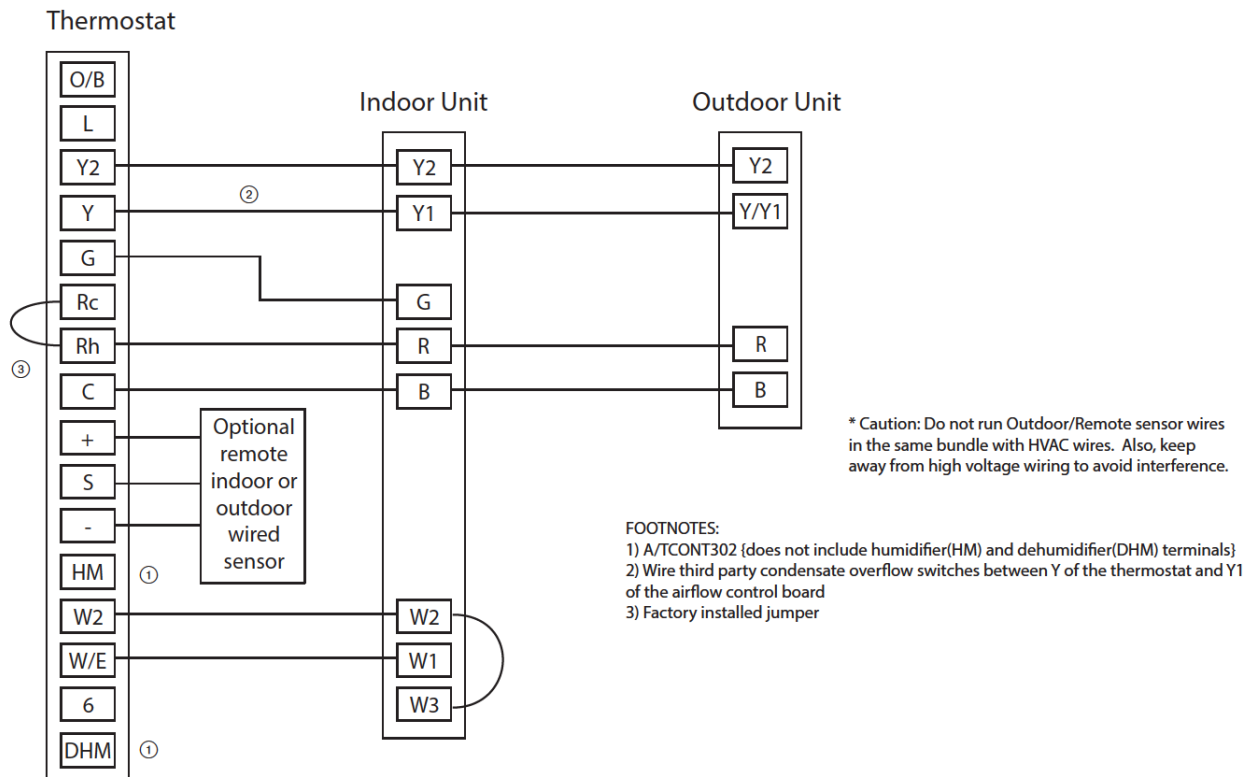 Thermostat
Indoor Unit
Outdoor Unit
O/B
L
Y2
Y2
Y2
②
Y
Y1
Y/Y1
G
Rc
G
Rh
R
R
③
C
B
B
+
S
-
Optional
remote
indoor or
outdoor
wired
sensor
* Caution: Do not run Outdoor/Remote sensor wires
in the same bundle with HVAC wires.  Also, keep
away from high voltage wiring to avoid interference.
HM
①
W2
W2
W/E
W1
6
W3
DHM
①
FOOTNOTES:
1) A/TCONT302 {does not include humidifier(HM) and dehumidifier(DHM) terminals}
2) Wire third party condensate overflow switches between Y of the thermostat and Y1
of the airflow control board
3) Factory installed jumper